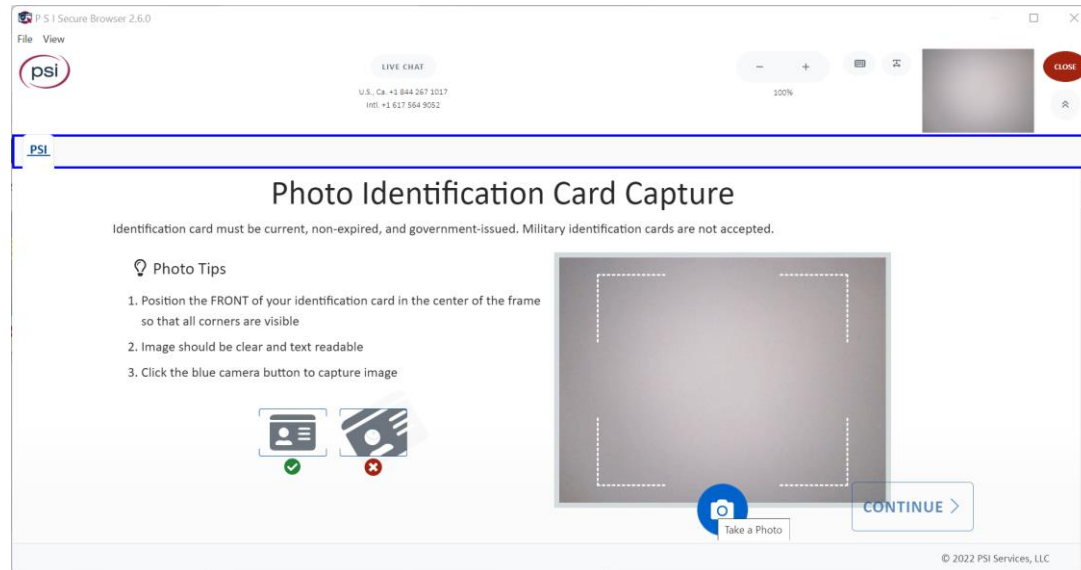 P S I Secure Browser 2.6.0
File View
psi
LIVE CHAT
U.S., Ca. +1 844 267 1017
Intl. +1 617 564 9052
− +
100%
CLOSE
PSI
Photo Identification Card Capture
Identification card must be current, non-expired, and government-issued. Military identification cards are not accepted.
Photo Tips
1. Position the FRONT of your identification card in the center of the frame
so that all corners are visible
2. Image should be clear and text readable
3. Click the blue camera button to capture image
CONTINUE >
Take a Photo
© 2022 PSI Services, LLC